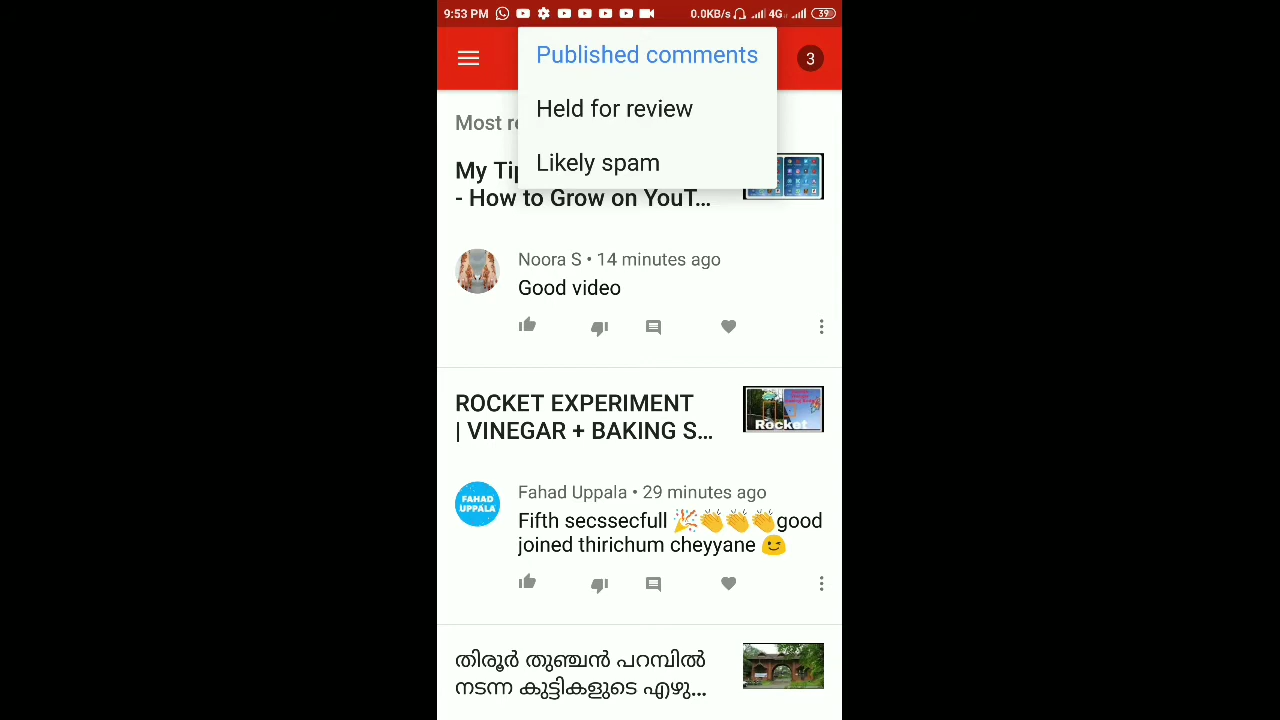 9:53 PM
0.0KB/s 4G 39
Published comments
3
Held for review
Most
Likely spam
My
- How to Grow on YouT...
Noora S • 14 minutes ago
Good video
ROCKET EXPERIMENT
| VINEGAR + BAKING S...
Rocket
FAHAD
UPPALA
Fahad Uppala • 29 minutes ago
Fifth secssecfull 🎉👏👏👏good
joined thirichum cheyyane 😉
തിരൂർ തുഞ്ചൻ പറമ്പിൽ
നടന്ന കുട്ടികളുടെ എഴു...